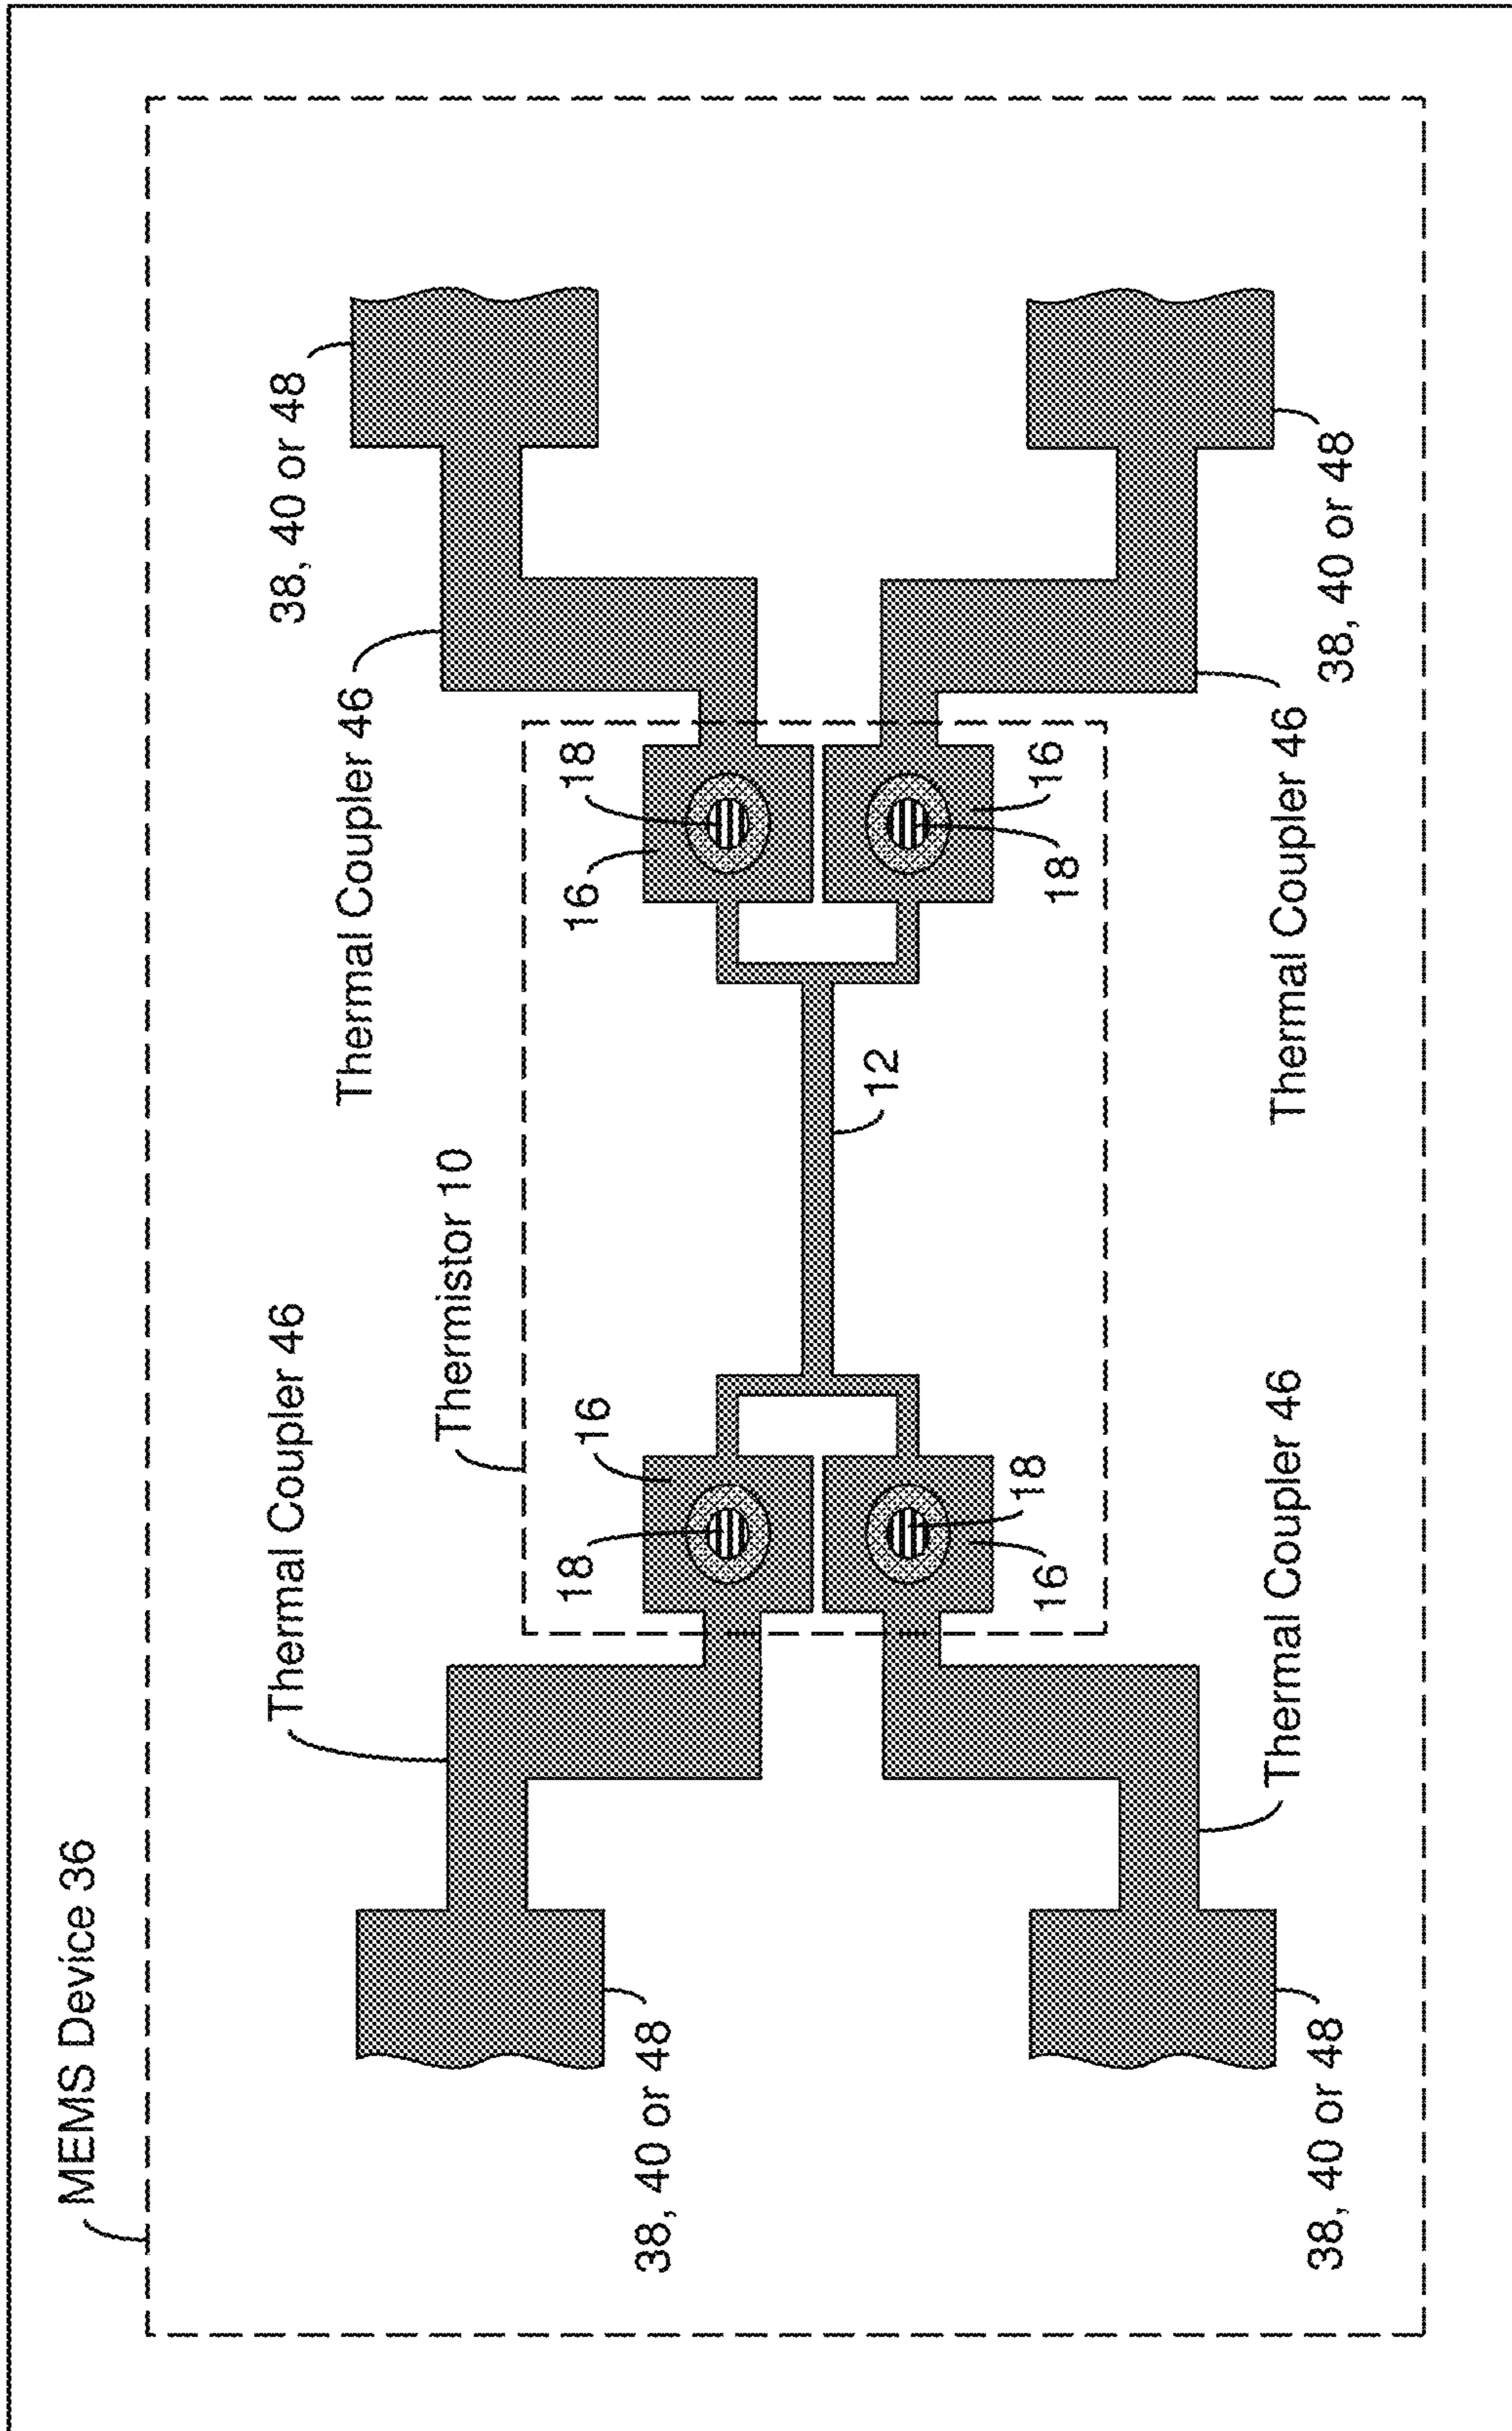 MEMS Device 36
Thermal Coupler 46
38, 40 or 48
Thermal Coupler 46
Thermistor 10
18
16
16
18
38, 40 or 48
12
16
18
18
16
Thermal Coupler 46
Thermal Coupler 46
38, 40 or 48
38, 40 or 48